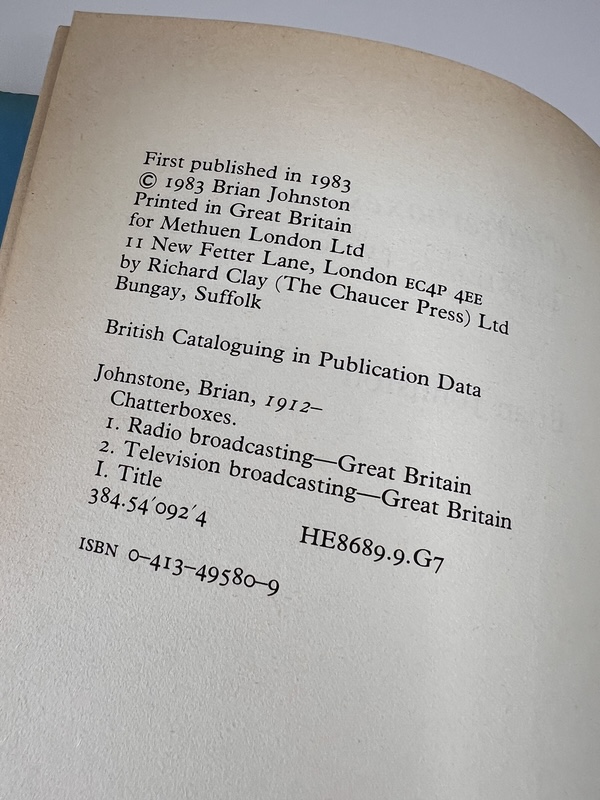 First published in 1983
© 1983 Brian Johnston
Printed in Great Britain
for Methuen London Ltd
11 New Fetter Lane, London EC4P 4EE
by Richard Clay (The Chaucer Press) Ltd
Bungay, Suffolk
British Cataloguing in Publication Data
Johnstone, Brian, 1912–
Chatterboxes.
1. Radio broadcasting—Great Britain
2. Television broadcasting—Great Britain
I. Title
384.54′092′4 HE8689.9.G7
ISBN 0–413–49580–9